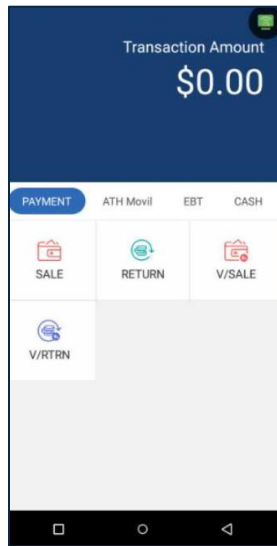 Transaction Amount
$0.00
PAYMENT ATH Movil EBT CASH
SALE RETURN V/SALE
V/RTRN